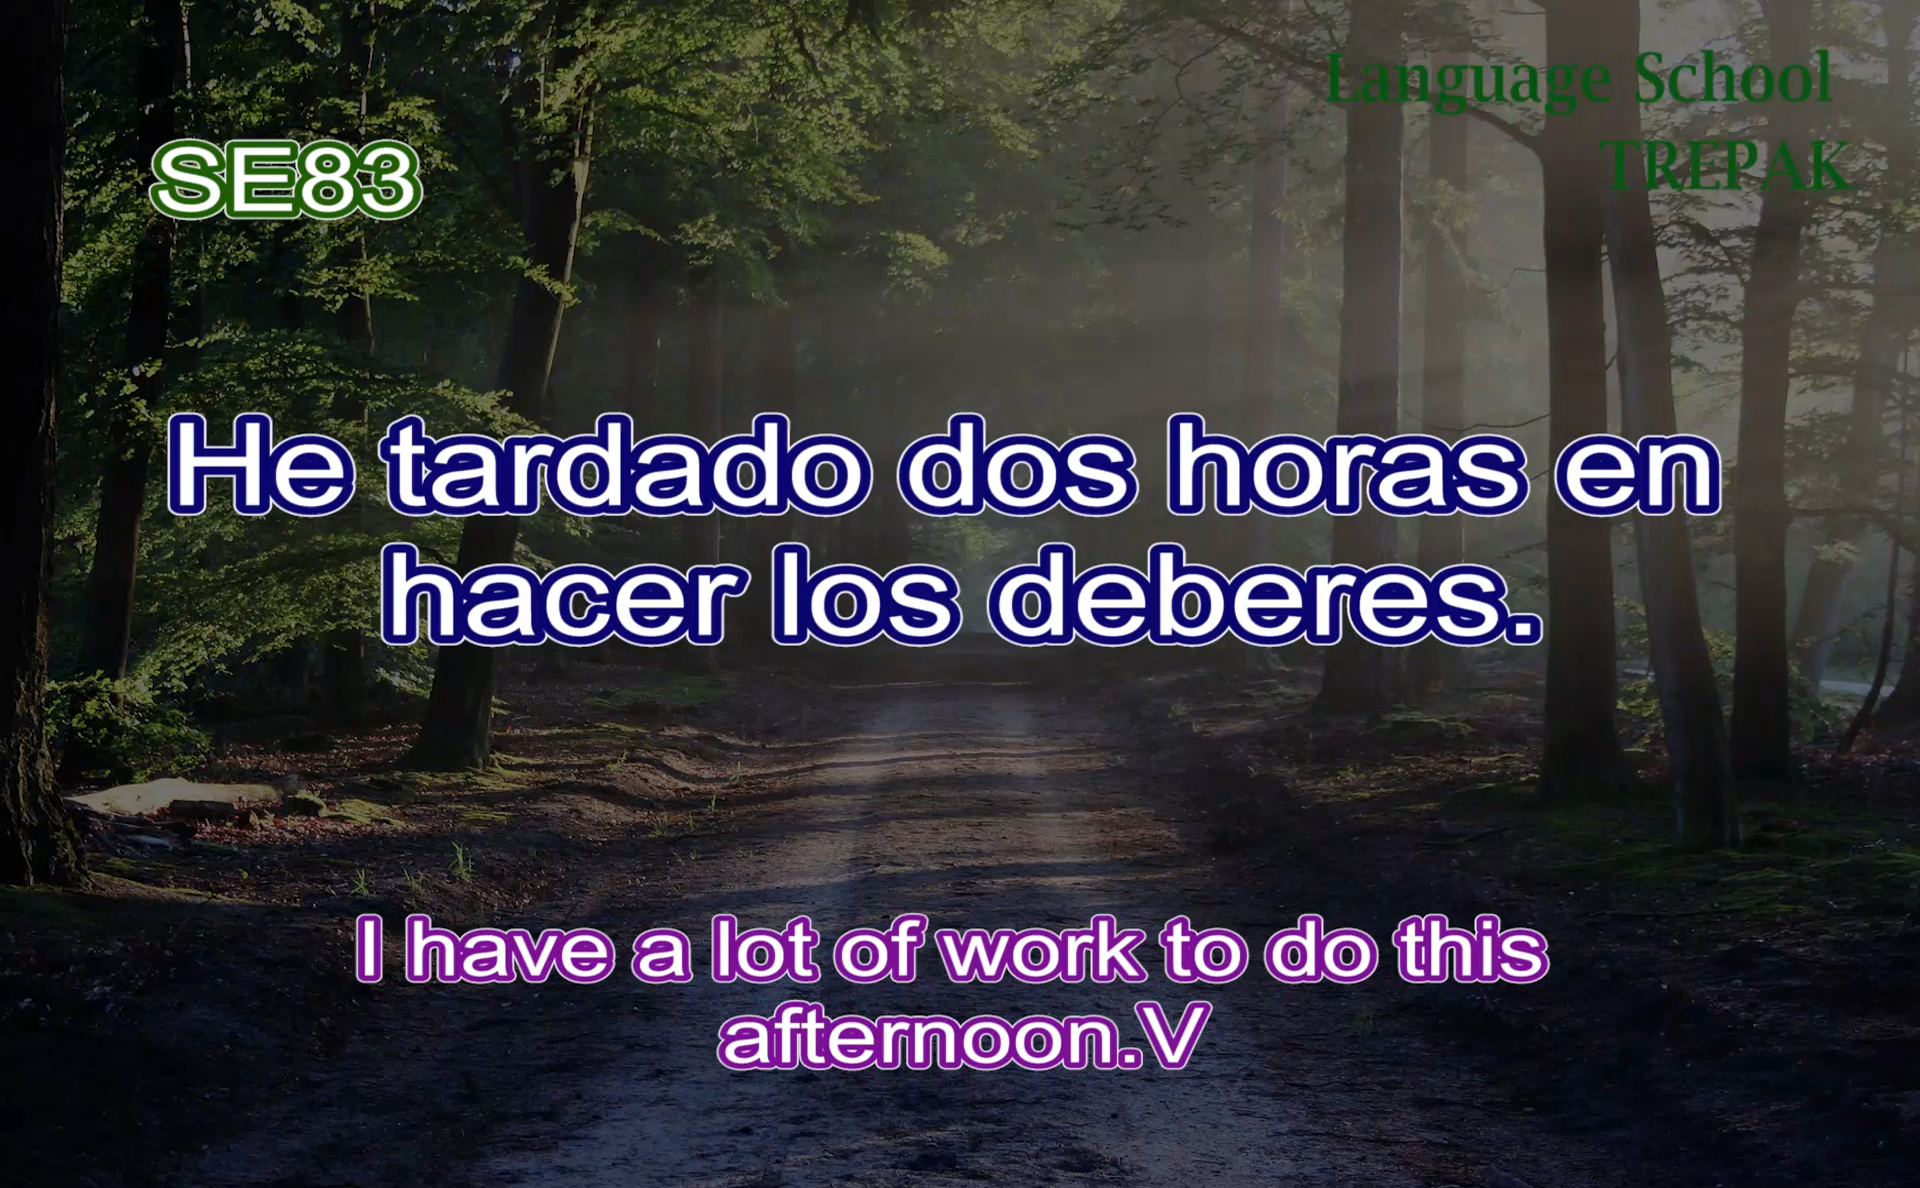 Language School
TREPAK
SE83
He tardado dos horas en
hacer los deberes.
I have a lot of work to do this
afternoon.V